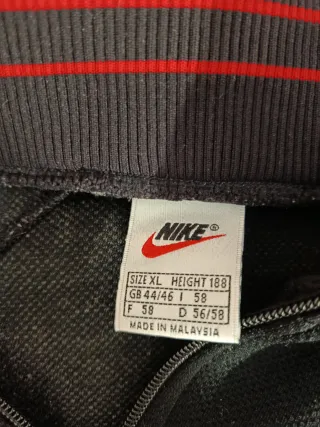 NIKE®
SIZE XL HEIGHT 188
GB 44/46 I 58
F 58 D 56/58
MADE IN MALAYSIA